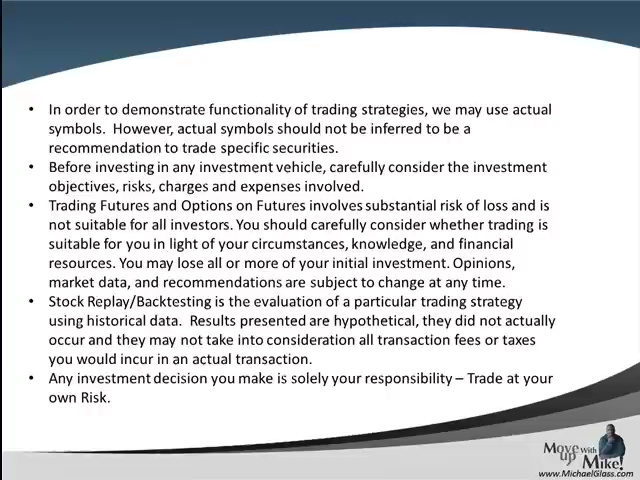 • In order to demonstrate functionality of trading strategies, we may use actual
symbols. However, actual symbols should not be inferred to be a
recommendation to trade specific securities.
• Before investing in any investment vehicle, carefully consider the investment
objectives, risks, charges and expenses involved.
• Trading Futures and Options on Futures involves substantial risk of loss and is
not suitable for all investors. You should carefully consider whether trading is
suitable for you in light of your circumstances, knowledge, and financial
resources. You may lose all or more of your initial investment. Opinions,
market data, and recommendations are subject to change at any time.
• Stock Replay/Backtesting is the evaluation of a particular trading strategy
using historical data. Results presented are hypothetical, they did not actually
occur and they may not take into consideration all transaction fees or taxes
you would incur in an actual transaction.
• Any investment decision you make is solely your responsibility – Trade at your
own Risk.
Move up With Mike!
www.MichaelGlass.com